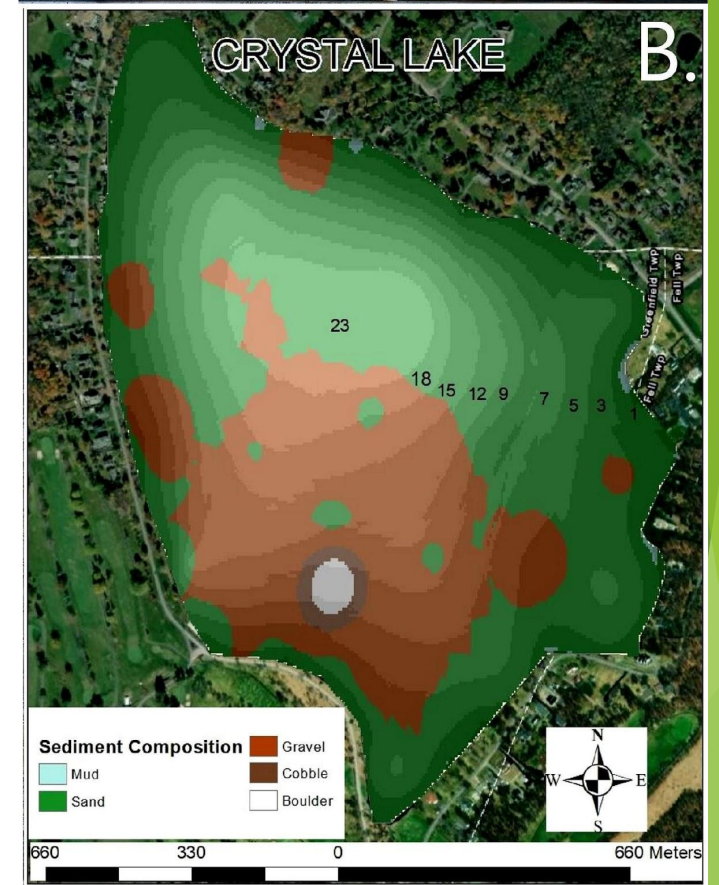 CRYSTAL LAKE
B.
Greenfield Twp
Fell Twp
Fell Twp
23
18
15
12
9
7
5
3
1
Sediment Composition
Mud
Sand
Gravel
Cobble
Boulder
N
W
E
S
660
330
0
660 Meters